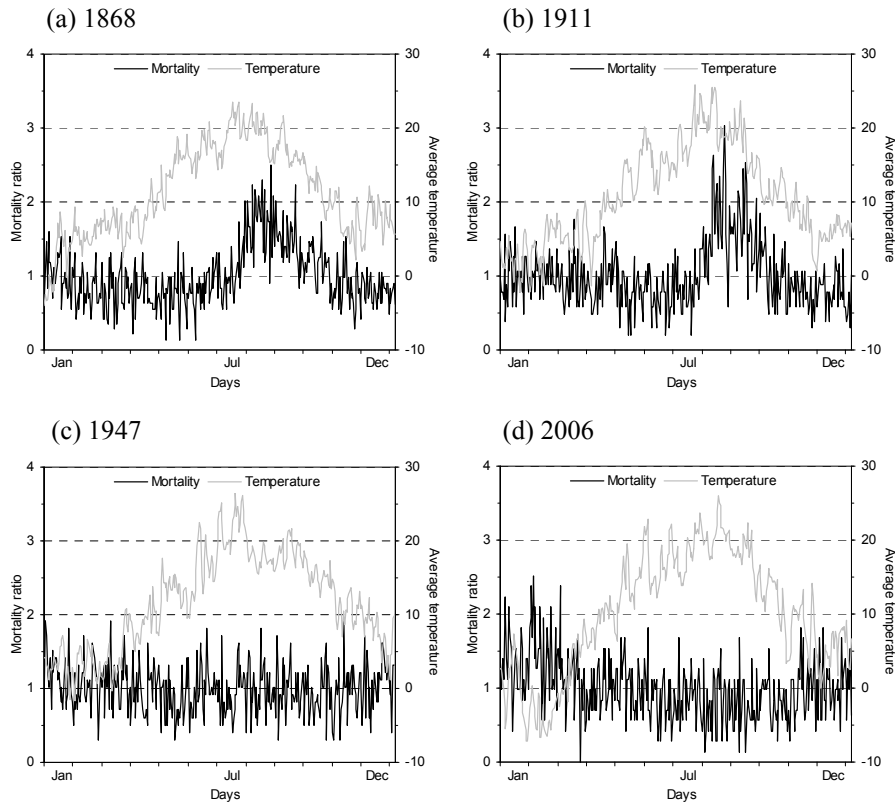 (a) 1868
Mortality Temperature
4
3
2
1
0
30
20
10
0
-10
Mortality ratio
Average temperature
Jan Jul Dec
Days
(b) 1911
Mortality Temperature
4
3
2
1
0
30
20
10
0
-10
Mortality ratio
Average temperature
Jan Jul Dec
Days
(c) 1947
Mortality Temperature
4
3
2
1
0
30
20
10
0
-10
Mortality ratio
Average temperature
Jan Jul Dec
Days
(d) 2006
Mortality Temperature
4
3
2
1
0
30
20
10
0
-10
Mortality ratio
Average temperature
Jan Jul Dec
Days